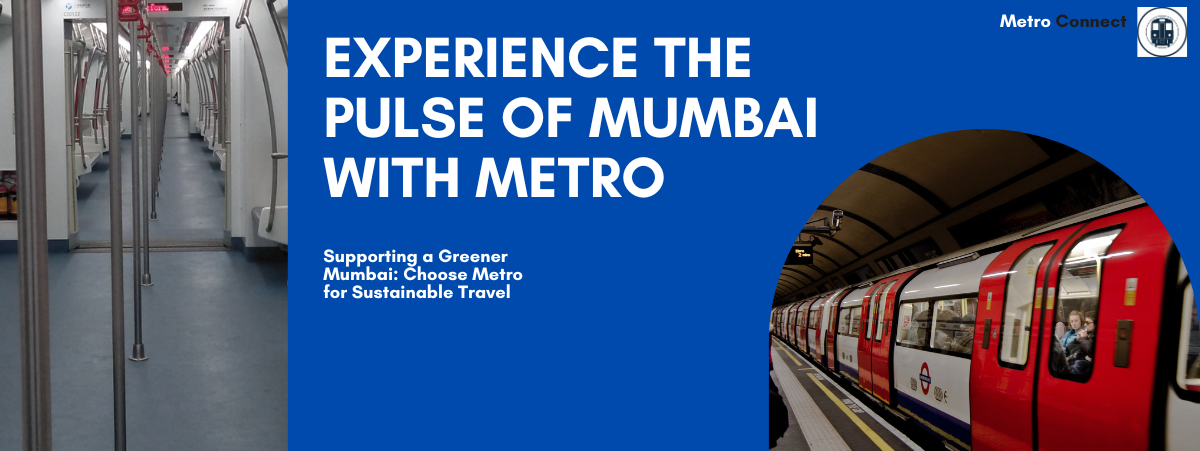 Metro Connect
EXPERIENCE THE
PULSE OF MUMBAI
WITH METRO
Supporting a Greener
Mumbai: Choose Metro
for Sustainable Travel